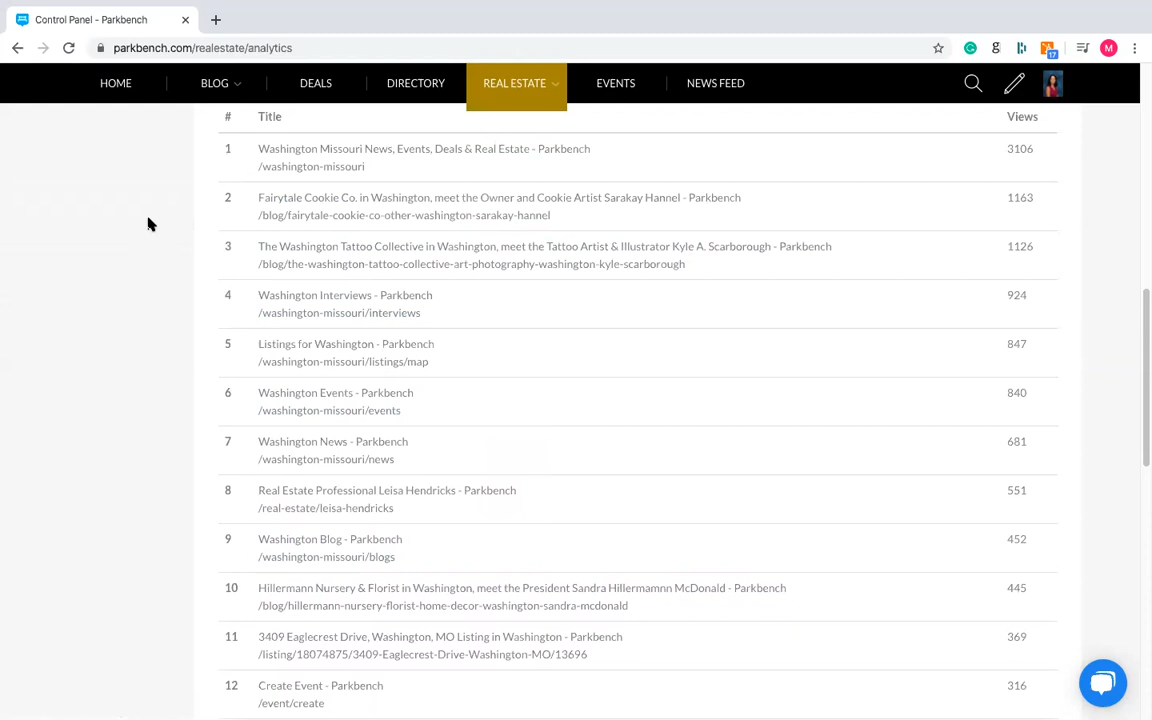 Control Panel - Parkbench
parkbench.com/realestate/analytics
17
M
HOME
BLOG
DEALS
DIRECTORY
REAL ESTATE
EVENTS
NEWS FEED
# Title Views
1 Washington Missouri News, Events, Deals & Real Estate - Parkbench 3106
/washington-missouri
2 Fairytale Cookie Co. in Washington, meet the Owner and Cookie Artist Sarakay Hannel - Parkbench 1163
/blog/fairytale-cookie-co-other-washington-sarakay-hannel
3 The Washington Tattoo Collective in Washington, meet the Tattoo Artist & Illustrator Kyle A. Scarborough - Parkbench 1126
/blog/the-washington-tattoo-collective-art-photography-washington-kyle-scarborough
4 Washington Interviews - Parkbench 924
/washington-missouri/interviews
5 Listings for Washington - Parkbench 847
/washington-missouri/listings/map
6 Washington Events - Parkbench 840
/washington-missouri/events
7 Washington News - Parkbench 681
/washington-missouri/news
8 Real Estate Professional Leisa Hendricks - Parkbench 551
/real-estate/leisa-hendricks
9 Washington Blog - Parkbench 452
/washington-missouri/blogs
10 Hillermann Nursery & Florist in Washington, meet the President Sandra Hillermamnn McDonald - Parkbench 445
/blog/hillermann-nursery-florist-home-decor-washington-sandra-mcdonald
11 3409 Eaglecrest Drive, Washington, MO Listing in Washington - Parkbench 369
/listing/18074875/3409-Eaglecrest-Drive-Washington-MO/13696
12 Create Event - Parkbench 316
/event/create